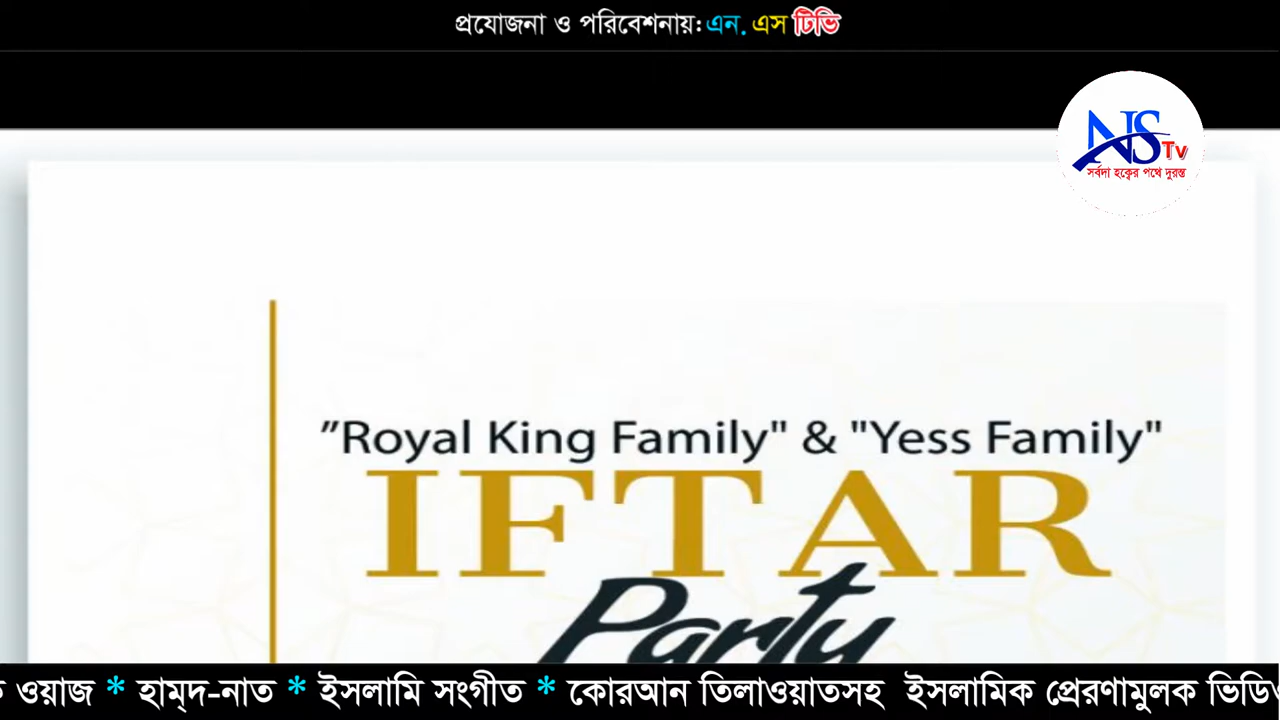 প্রযোজনা ও পরিবেশনায়: এন. এস টিভি
NS Tv
সর্বদা হক্বের পথে দুরন্ত
"Royal King Family" & "Yess Family"
IFTAR
Party
ওয়াজ * হাম্‌দ-নাত * ইসলামি সংগীত * কোরআন তিলাওয়াতসহ ইসলামিক প্রেরণামুলক